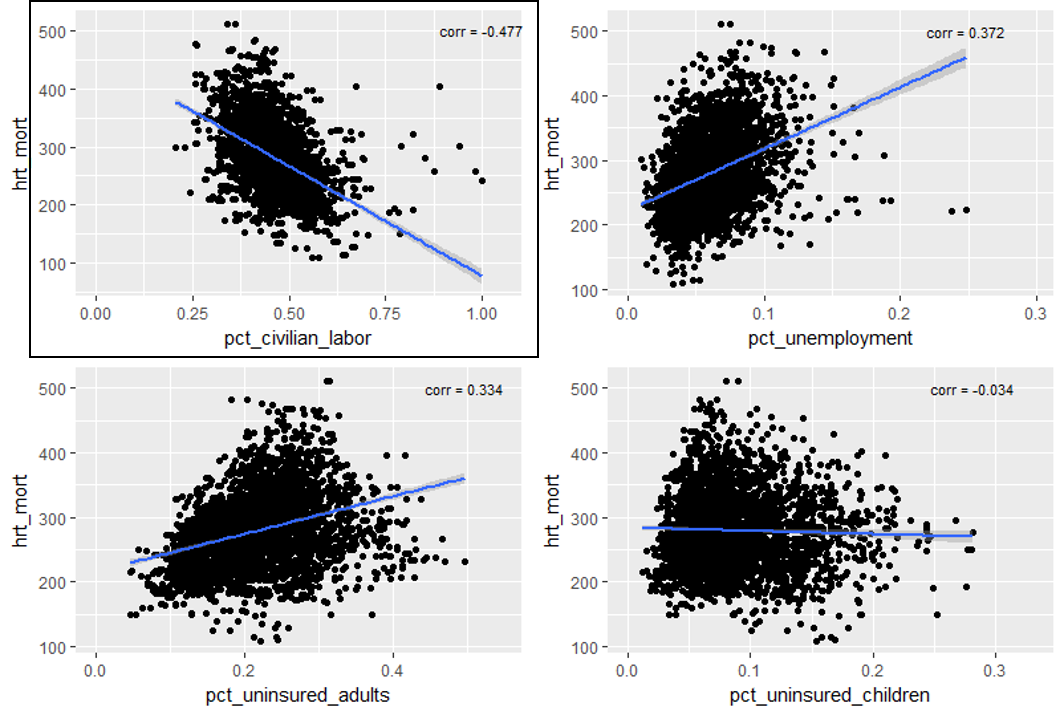 corr = -0.477
hrt_mort
500
400
300
200
100
0.00 0.25 0.50 0.75 1.00
pct_civilian_labor
corr = 0.372
hrt_mort
500
400
300
200
100
0.0 0.1 0.2 0.3
pct_unemployment
corr = 0.334
hrt_mort
500
400
300
200
100
0.0 0.2 0.4
pct_uninsured_adults
corr = -0.034
hrt_mort
500
400
300
200
100
0.0 0.1 0.2 0.3
pct_uninsured_children